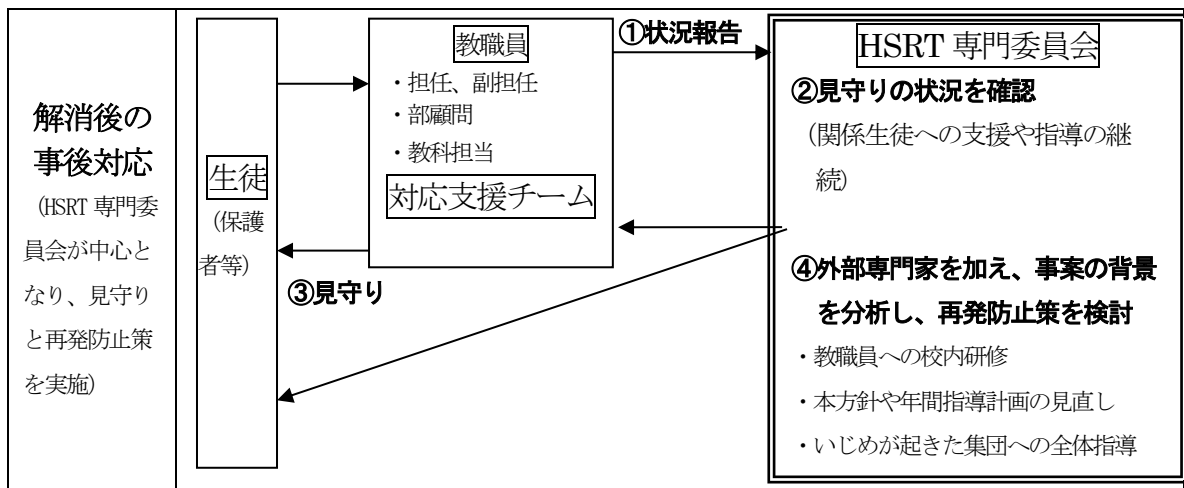 解消後の
事後対応
（HSRT 専門委
員会が中心と
なり、見守り
と再発防止策
を実施）
生徒
（保護
者等）
教職員
・担任、副担任
・部顧問
・教科担当
対応支援チーム
①状況報告
③見守り
HSRT 専門委員会
②見守りの状況を確認
（関係生徒への支援や指導の継
続）
④外部専門家を加え、事案の背景
を分析し、再発防止策を検討
・教職員への校内研修
・本方針や年間指導計画の見直し
・いじめが起きた集団への全体指導